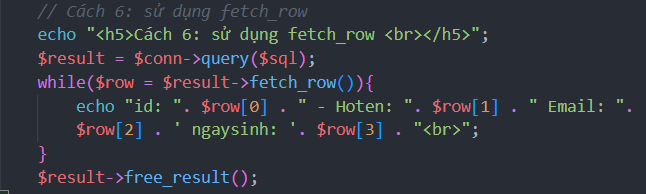 // Cách 6: sử dụng fetch_row
echo "<h5>Cách 6: sử dụng fetch_row <br></h5>";
$result = $conn->query($sql);
while($row = $result->fetch_row()){
echo "id: ". $row[0] . " - Hoten: ". $row[1] . " Email: ".
$row[2] . ' ngaysinh: '. $row[3] . "<br>";
}
$result->free_result();